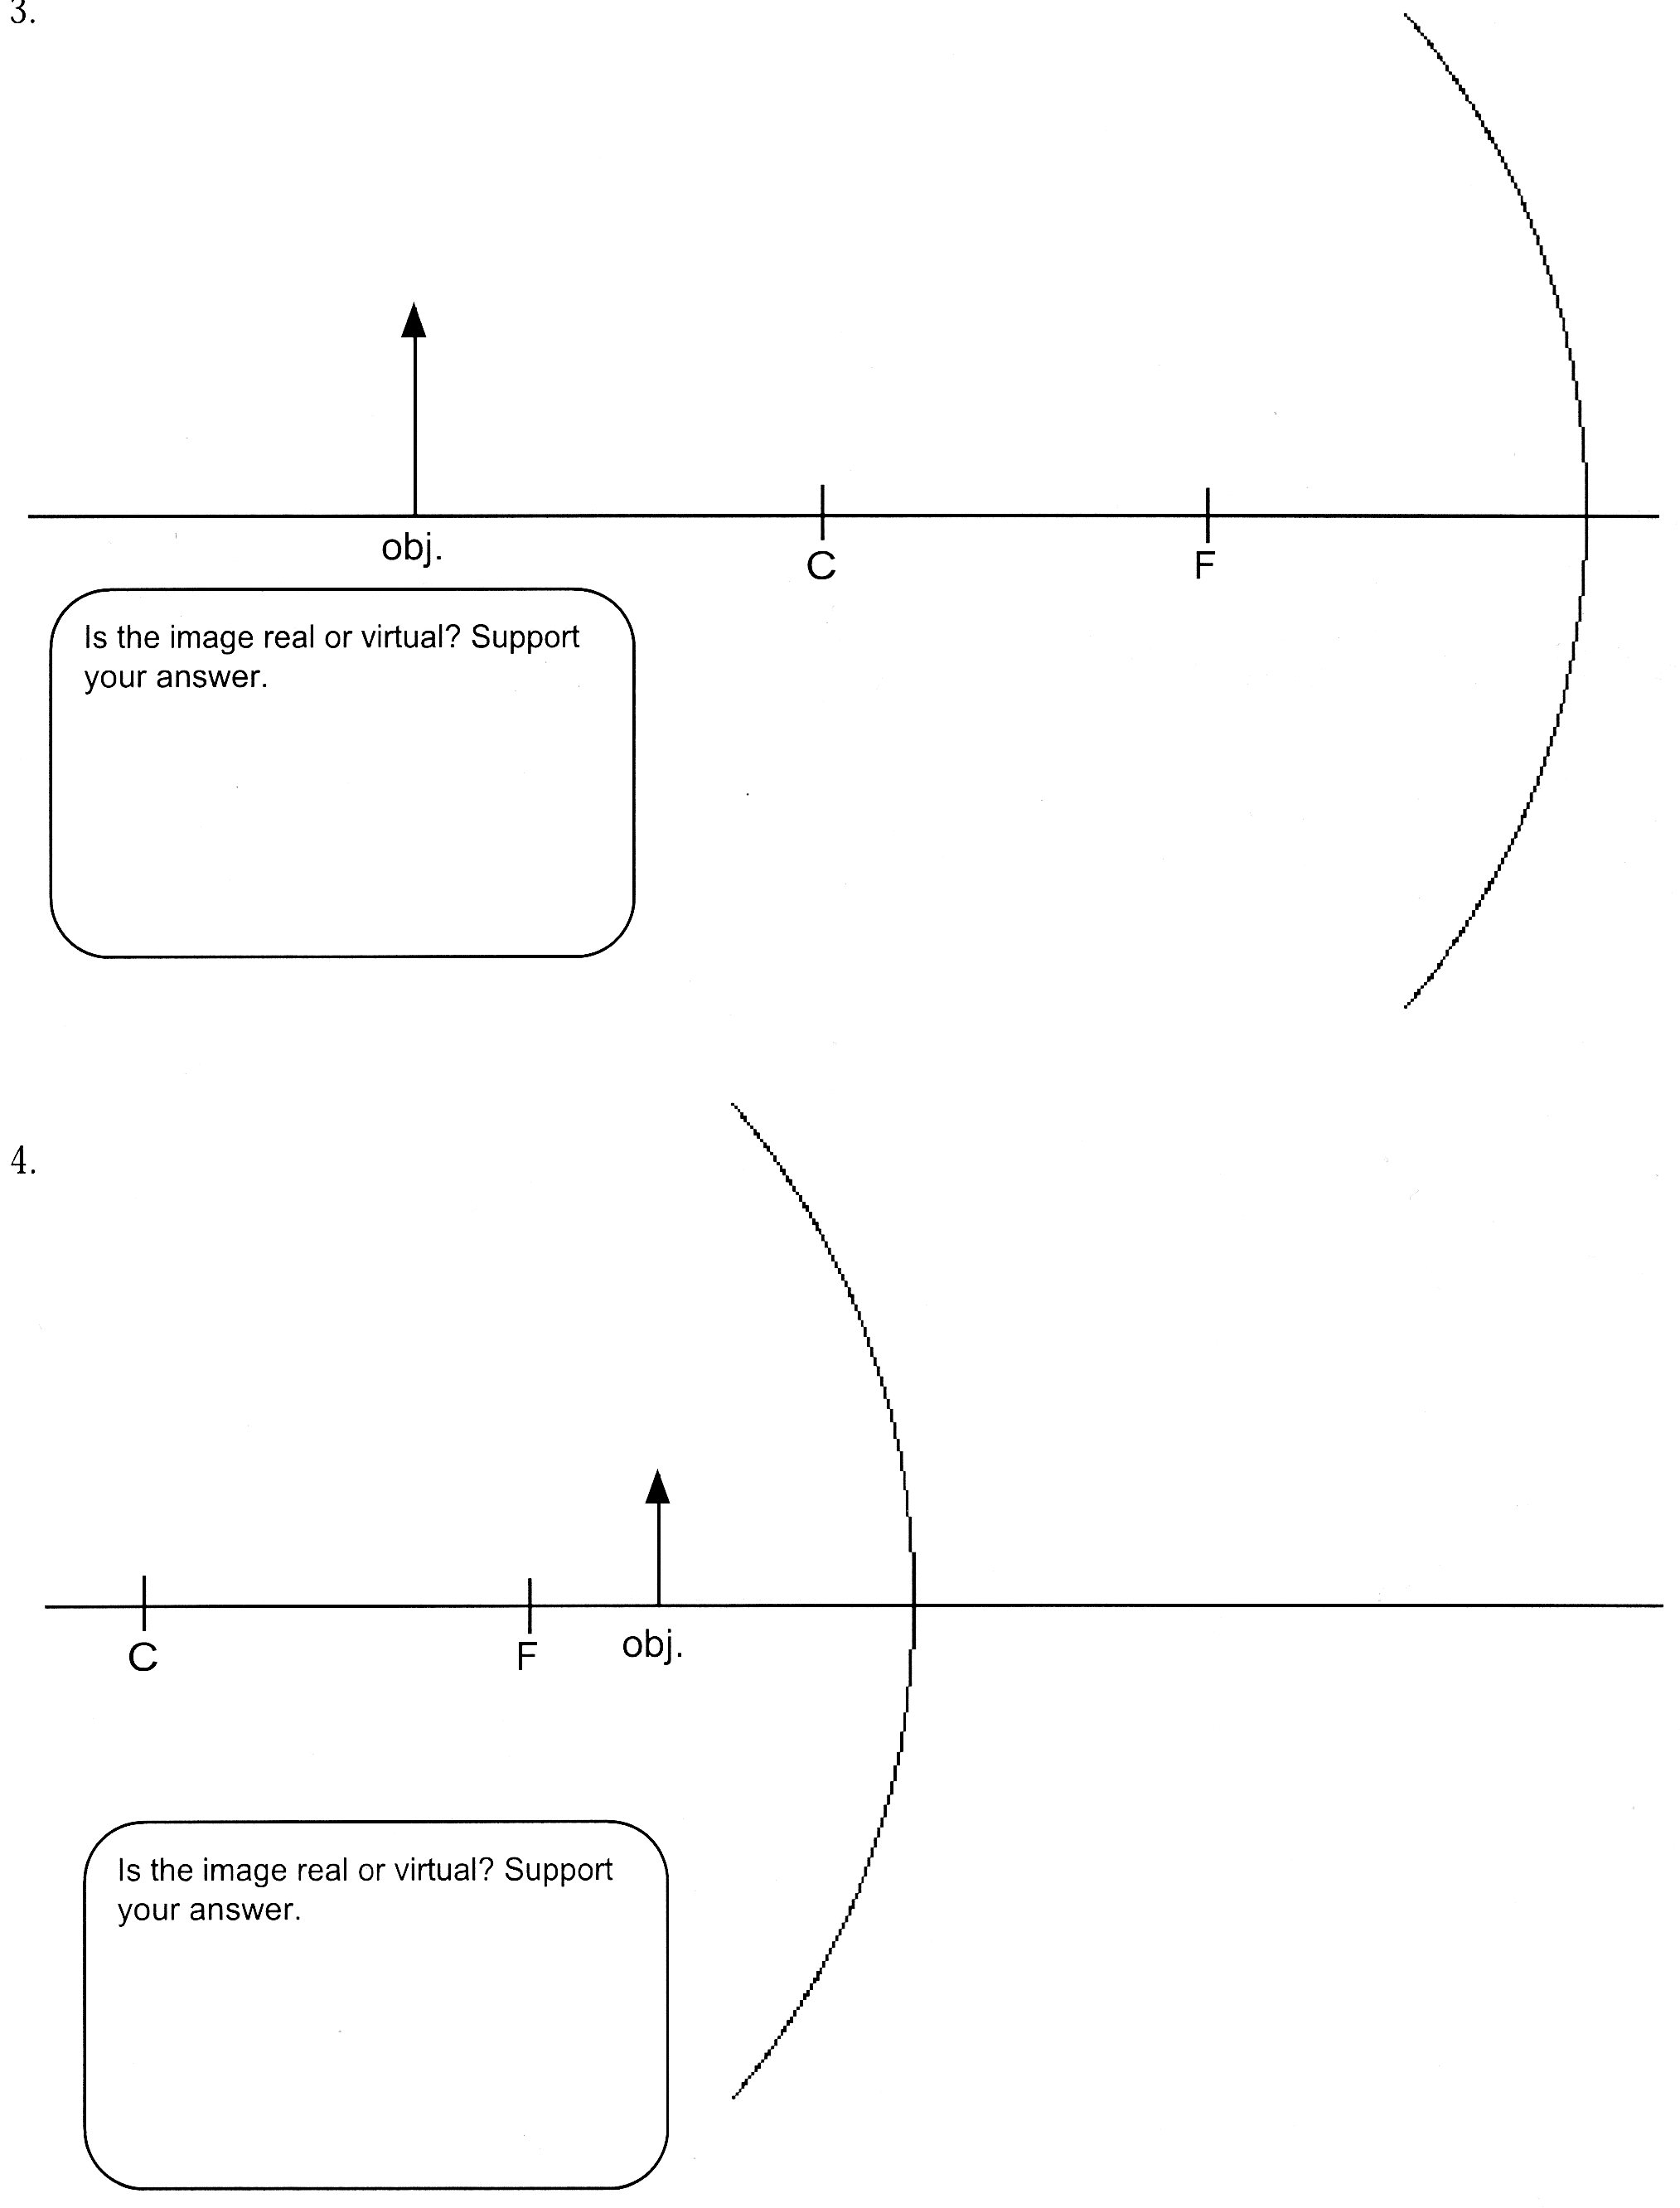 3.
obj.
C
F
Is the image real or virtual? Support
your answer.
4.
C
F
obj.
Is the image real or virtual? Support
your answer.